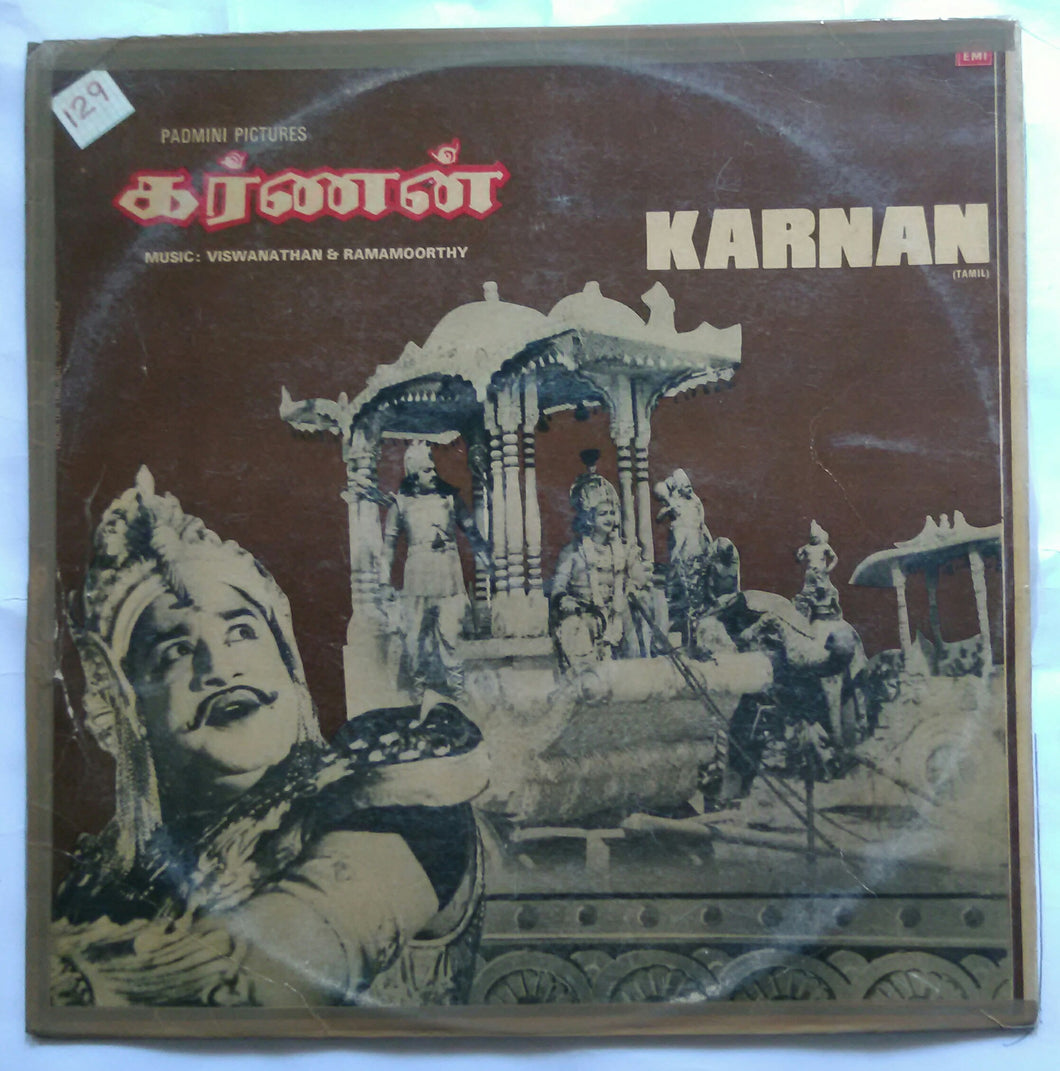 EMI
129
PADMINI PICTURES
கர்ணன்
MUSIC: VISWANATHAN & RAMAMOORTHY
KARNAN
(TAMIL)